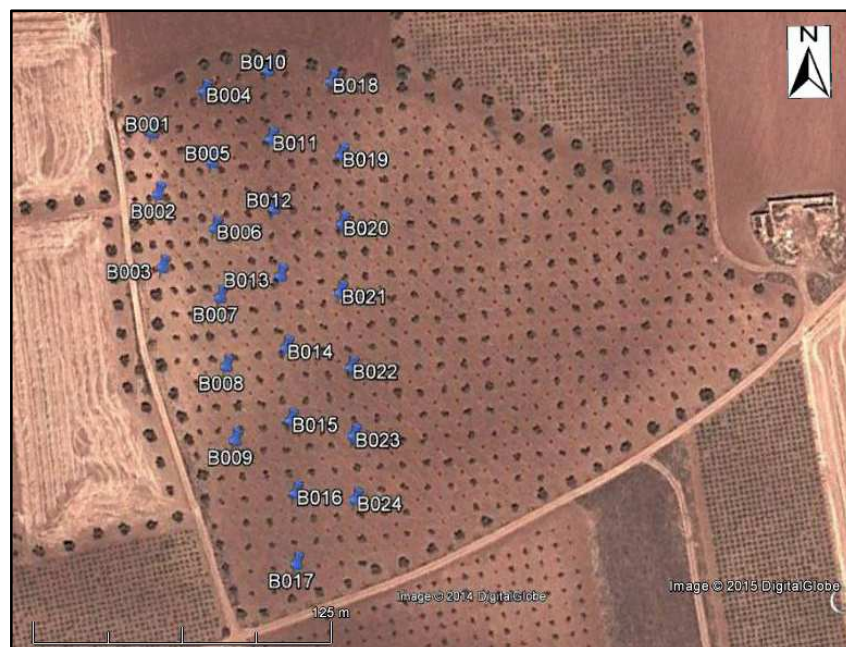 N
B010
B018
B004
B001
B011
B005
B019
B002
B012
B020
B006
B003
B013
B021
B007
B014
B022
B008
B015
B023
B009
B016
B024
B017
Image © 2015 DigitalGlobe
Image © 2014 DigitalGlobe
125 m